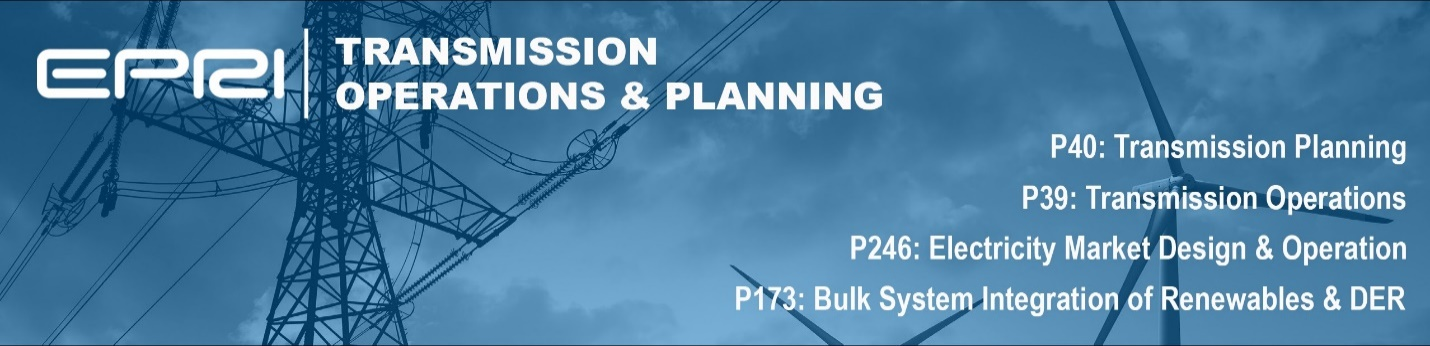 EPRI
TRANSMISSION
OPERATIONS & PLANNING
P40: Transmission Planning
P39: Transmission Operations
P246: Electricity Market Design & Operation
P173: Bulk System Integration of Renewables & DER